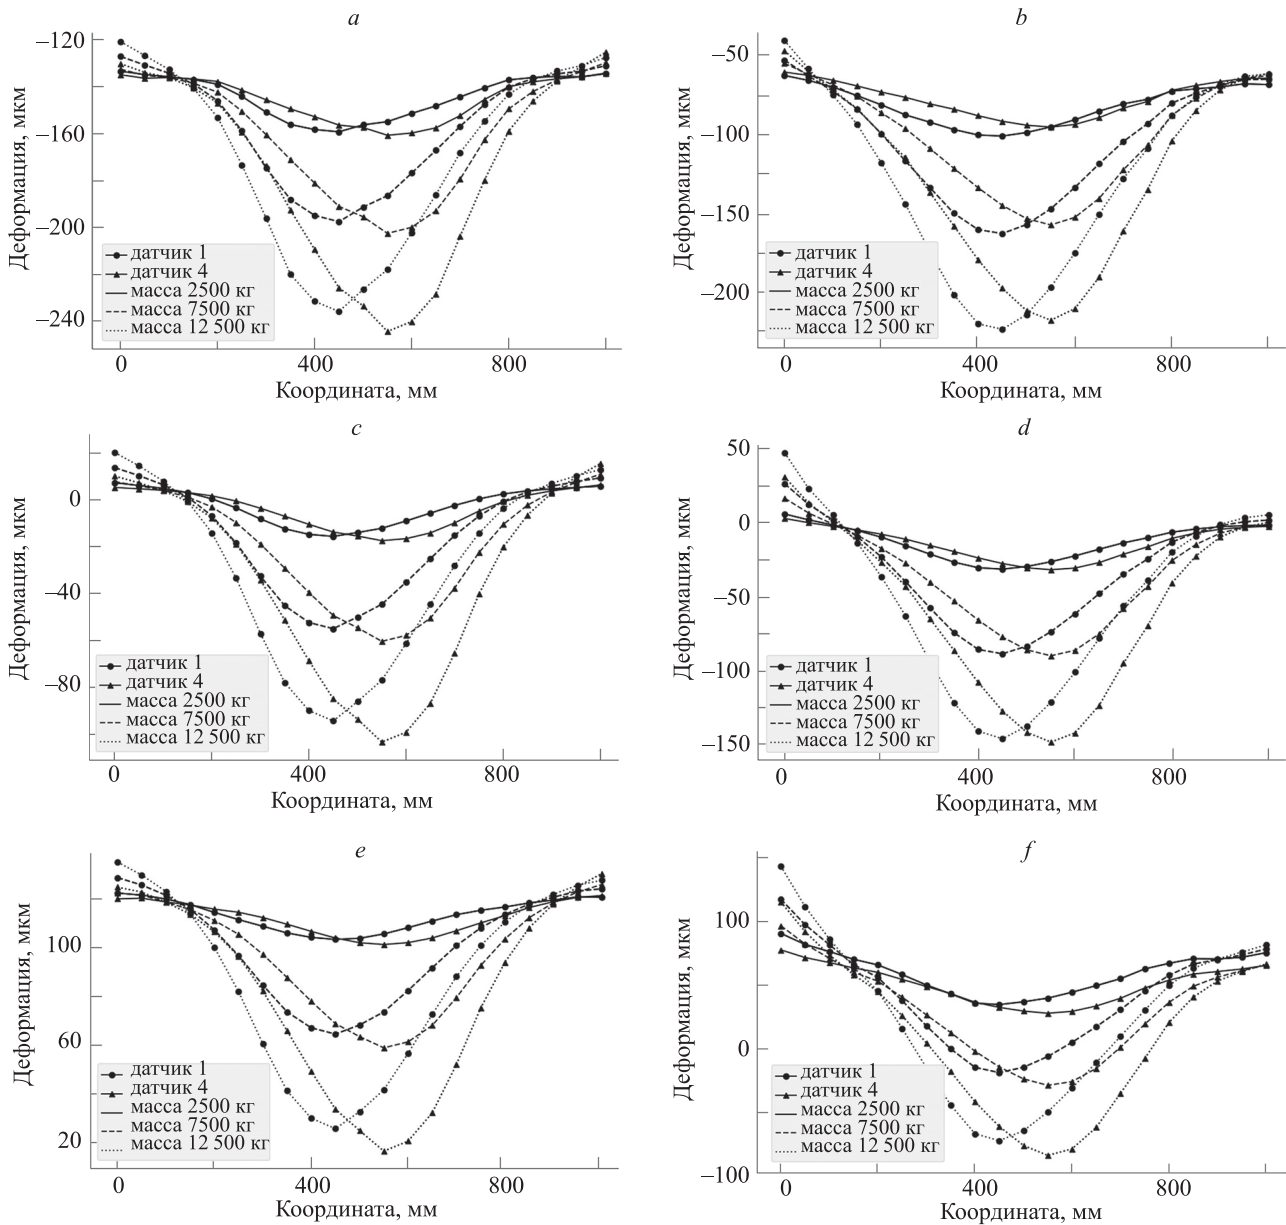 a
–120
–160
–200
–240
Деформация, мкм
датчик 1
датчик 4
масса 2500 кг
масса 7500 кг
масса 12 500 кг
0 400 800
Координата, мм
b
–50
–100
–150
–200
Деформация, мкм
датчик 1
датчик 4
масса 2500 кг
масса 7500 кг
масса 12 500 кг
0 400 800
Координата, мм
c
0
–40
–80
Деформация, мкм
датчик 1
датчик 4
масса 2500 кг
масса 7500 кг
масса 12 500 кг
0 400 800
Координата, мм
d
50
0
–50
–100
–150
Деформация, мкм
датчик 1
датчик 4
масса 2500 кг
масса 7500 кг
масса 12 500 кг
0 400 800
Координата, мм
e
100
60
20
Деформация, мкм
датчик 1
датчик 4
масса 2500 кг
масса 7500 кг
масса 12 500 кг
0 400 800
Координата, мм
f
100
0
–100
Деформация, мкм
датчик 1
датчик 4
масса 2500 кг
масса 7500 кг
масса 12 500 кг
0 400 800
Координата, мм